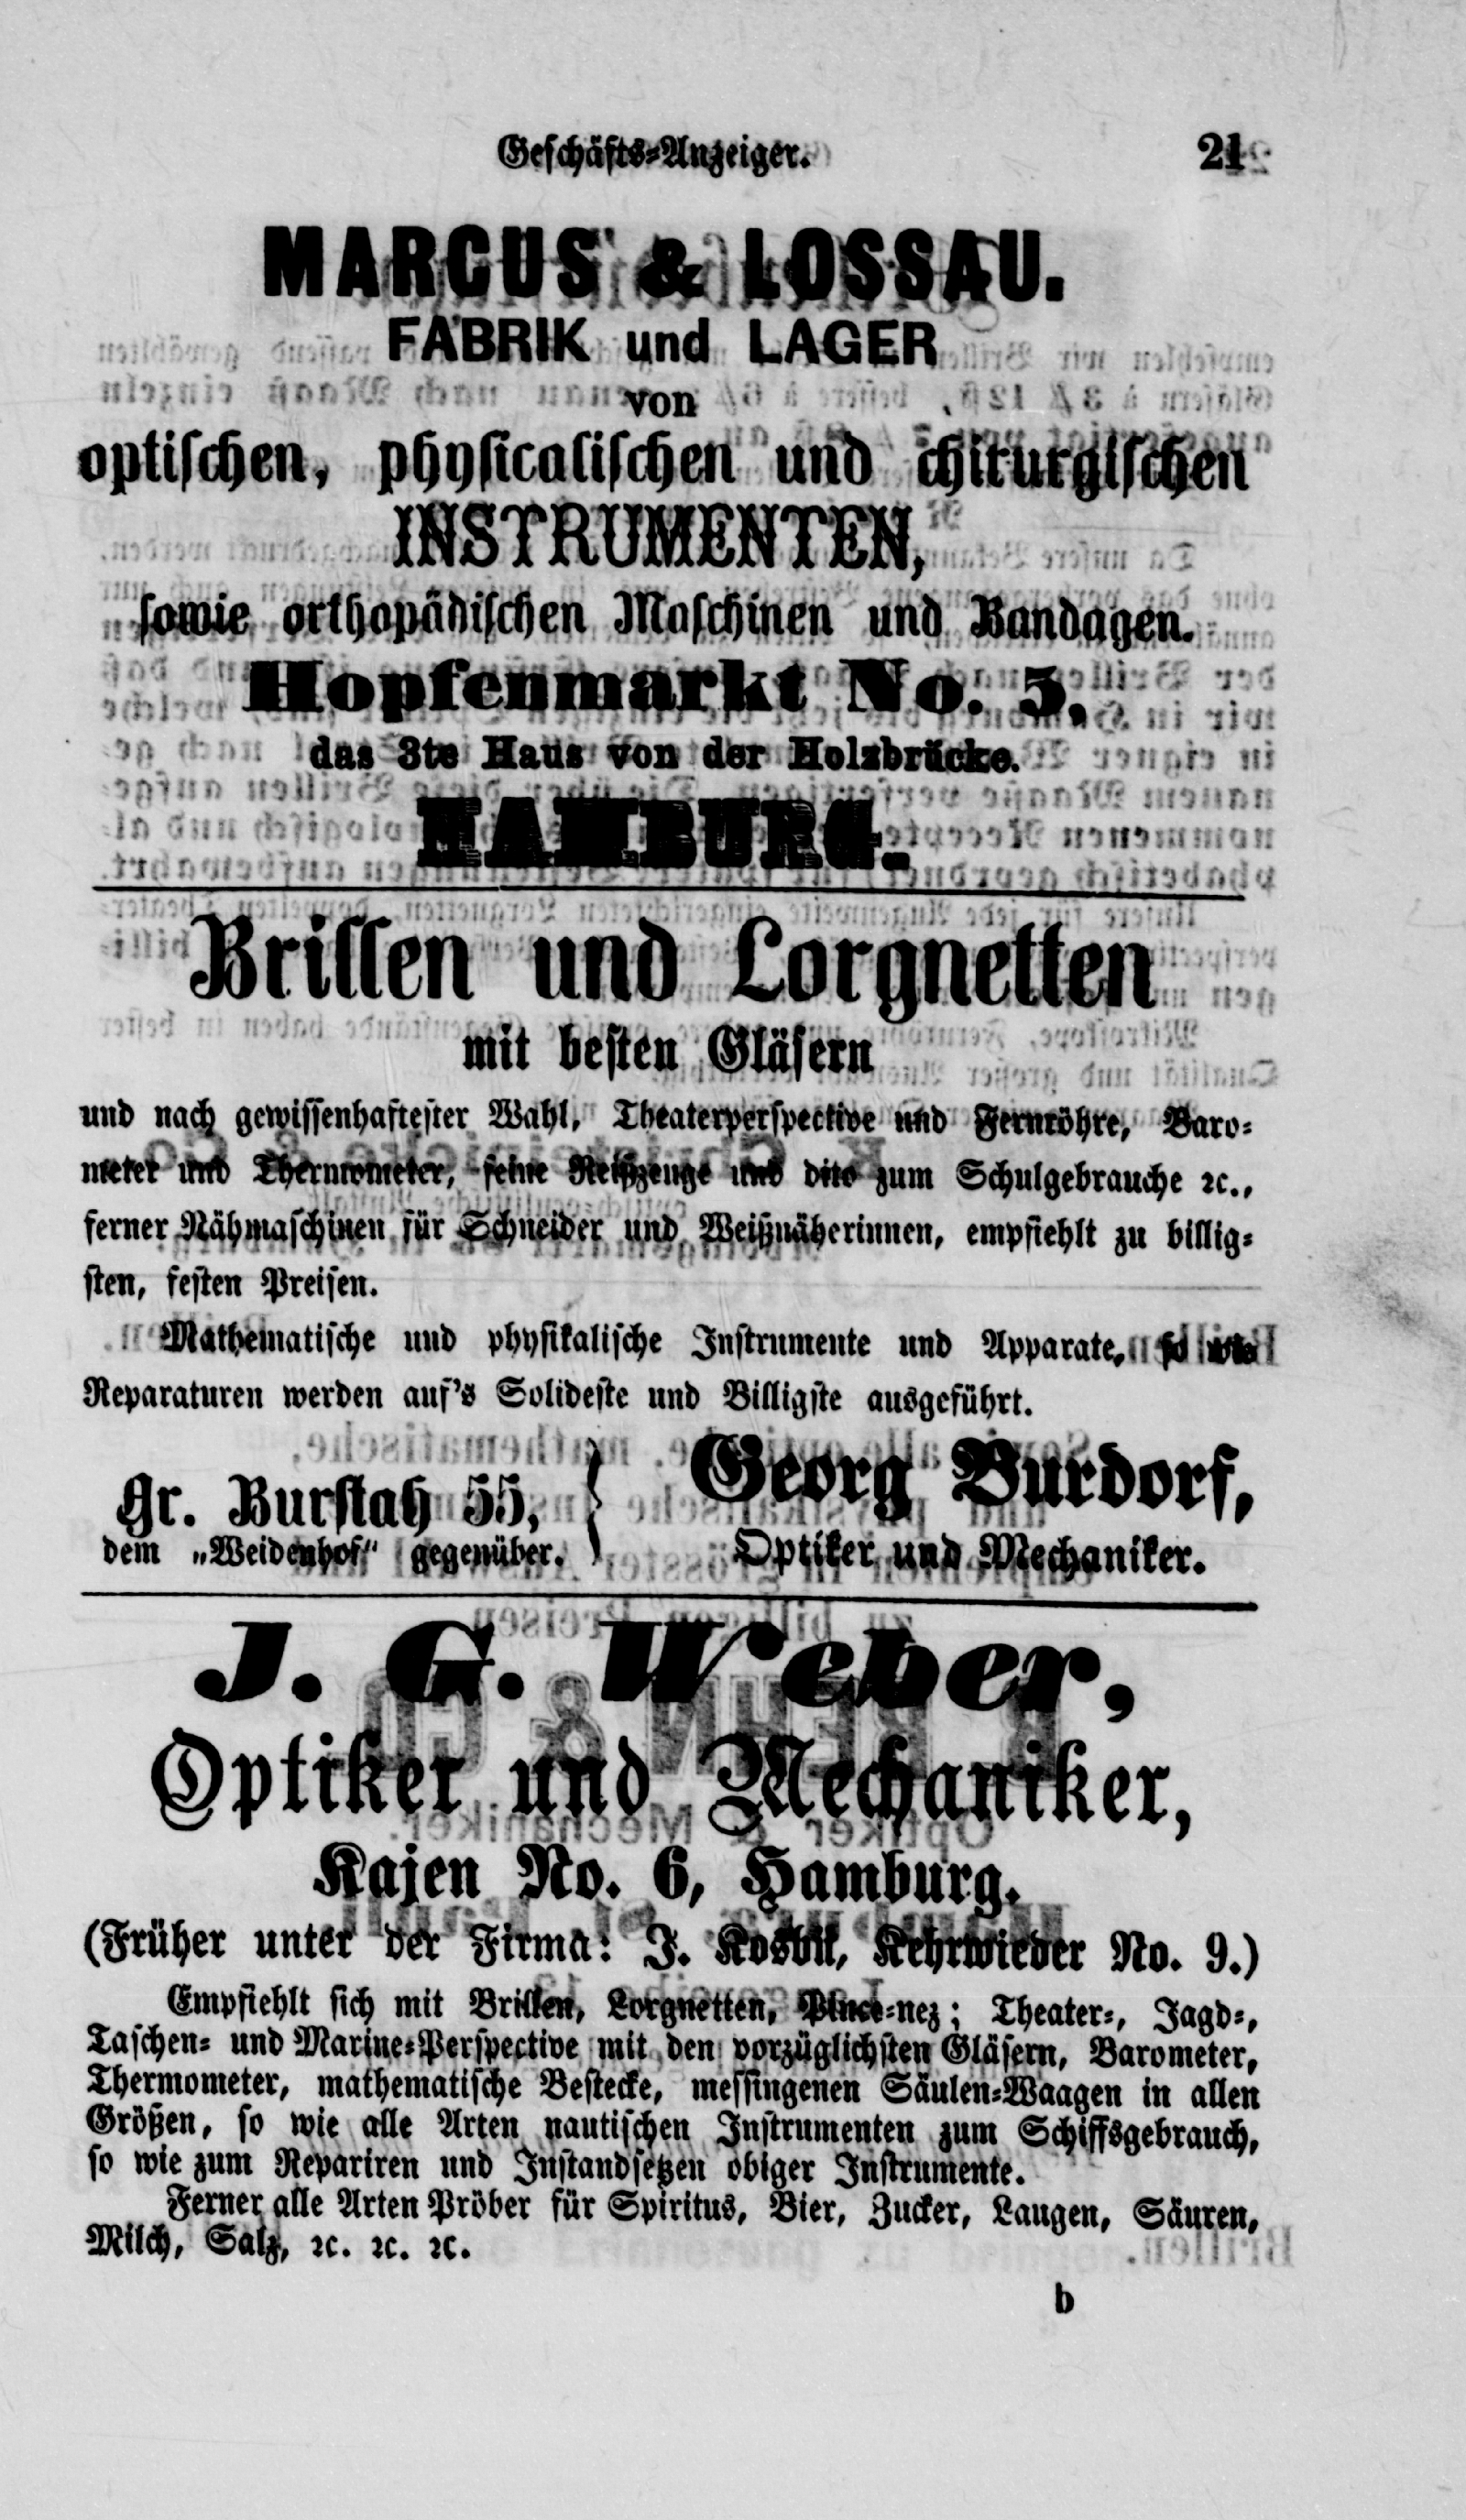 Geschäfts-Anzeiger. 21
MARCUS & LOSSAU.
FABRIK und LAGER
von
optischen, physicalischen und chirurgischen
INSTRUMENTEN,
sowie orthopädischen Maschinen und Bandagen.
Hopfenmarkt No. 5,
das 3te Haus von der Holzbrücke.
HAMBURG.
Brillen und Lorgnetten
mit besten Gläsern
und nach gewissenhaftester Wahl, Theaterperspective und Fernröhre, Baro-
meter und Thermometer, feine Reißzeuge und dito zum Schulgebrauche ꝛc.,
ferner Nähmaschinen für Schneider und Weißnäherinnen, empfiehlt zu billig-
sten, festen Preisen.
Mathematische und physikalische Instrumente und Apparate, so wie
Reparaturen werden auf's Solideste und Billigste ausgeführt.
Georg Burdorf,
gr. Burstah 55,
dem „Weidenhof" gegenüber.
Optiker und Mechaniker.
J. G. Weber,
Optiker und Mechaniker,
Kajen No. 6, Hamburg.
(Früher unter der Firma: J. Kehrwieder No. 9.)
Empfiehlt sich mit Brillen, Lorgnetten, Pince-nez; Theater-, Jagd-,
Taschen- und Marine-Perspective mit den vorzüglichsten Gläsern, Barometer,
Thermometer, mathematische Bestecke, messingenen Säulen-Waagen in allen
Größen, so wie alle Arten nautischen Instrumenten zum Schiffsgebrauch,
so wie zum Repariren und Instandsetzen obiger Instrumente.
Ferner alle Arten Pröber für Spiritus, Bier, Zucker, Laugen, Säuren,
Milch, Salz, ꝛc. ꝛc. ꝛc.
b